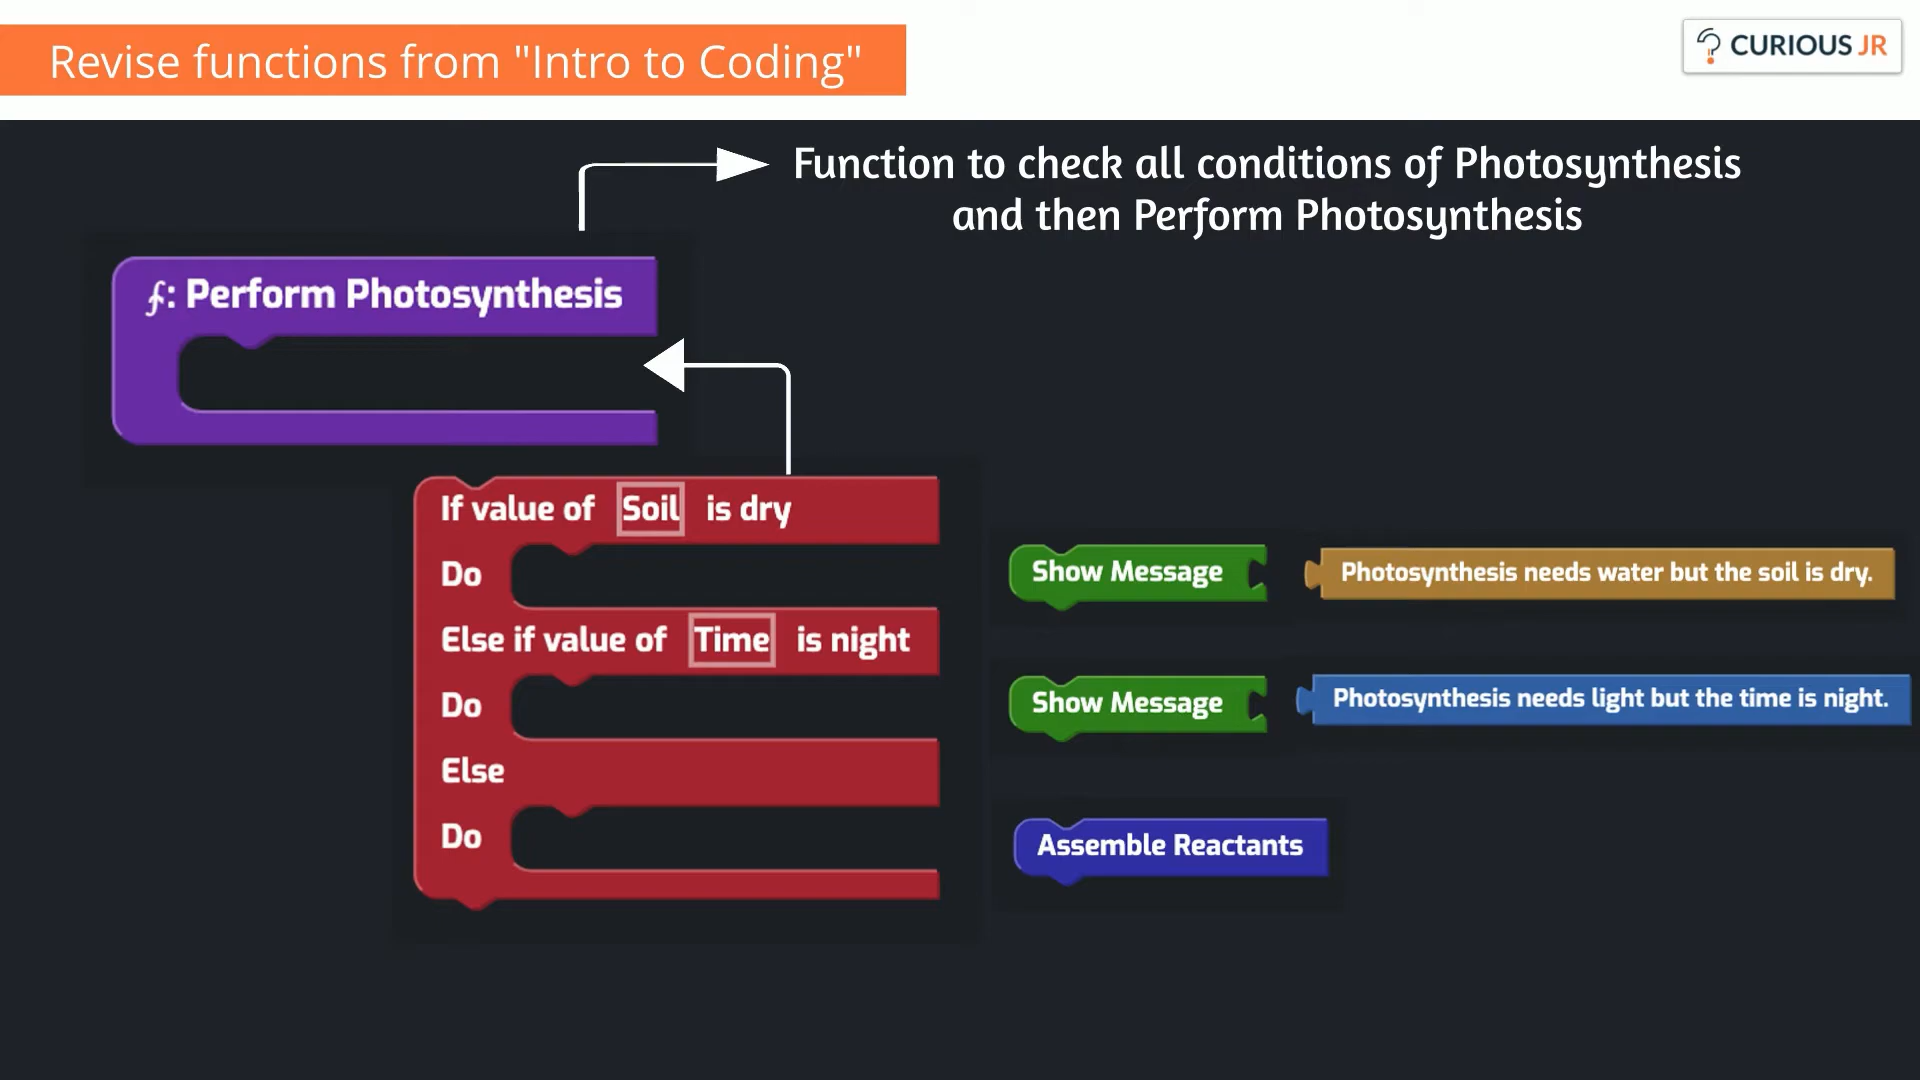 Revise functions from "Intro to Coding"
CURIOUS JR
Function to check all conditions of Photosynthesis
and then Perform Photosynthesis
f: Perform Photosynthesis
If value of Soil is dry
Do
Show Message Photosynthesis needs water but the soil is dry.
Else if value of Time is night
Do
Show Message Photosynthesis needs light but the time is night.
Else
Do
Assemble Reactants